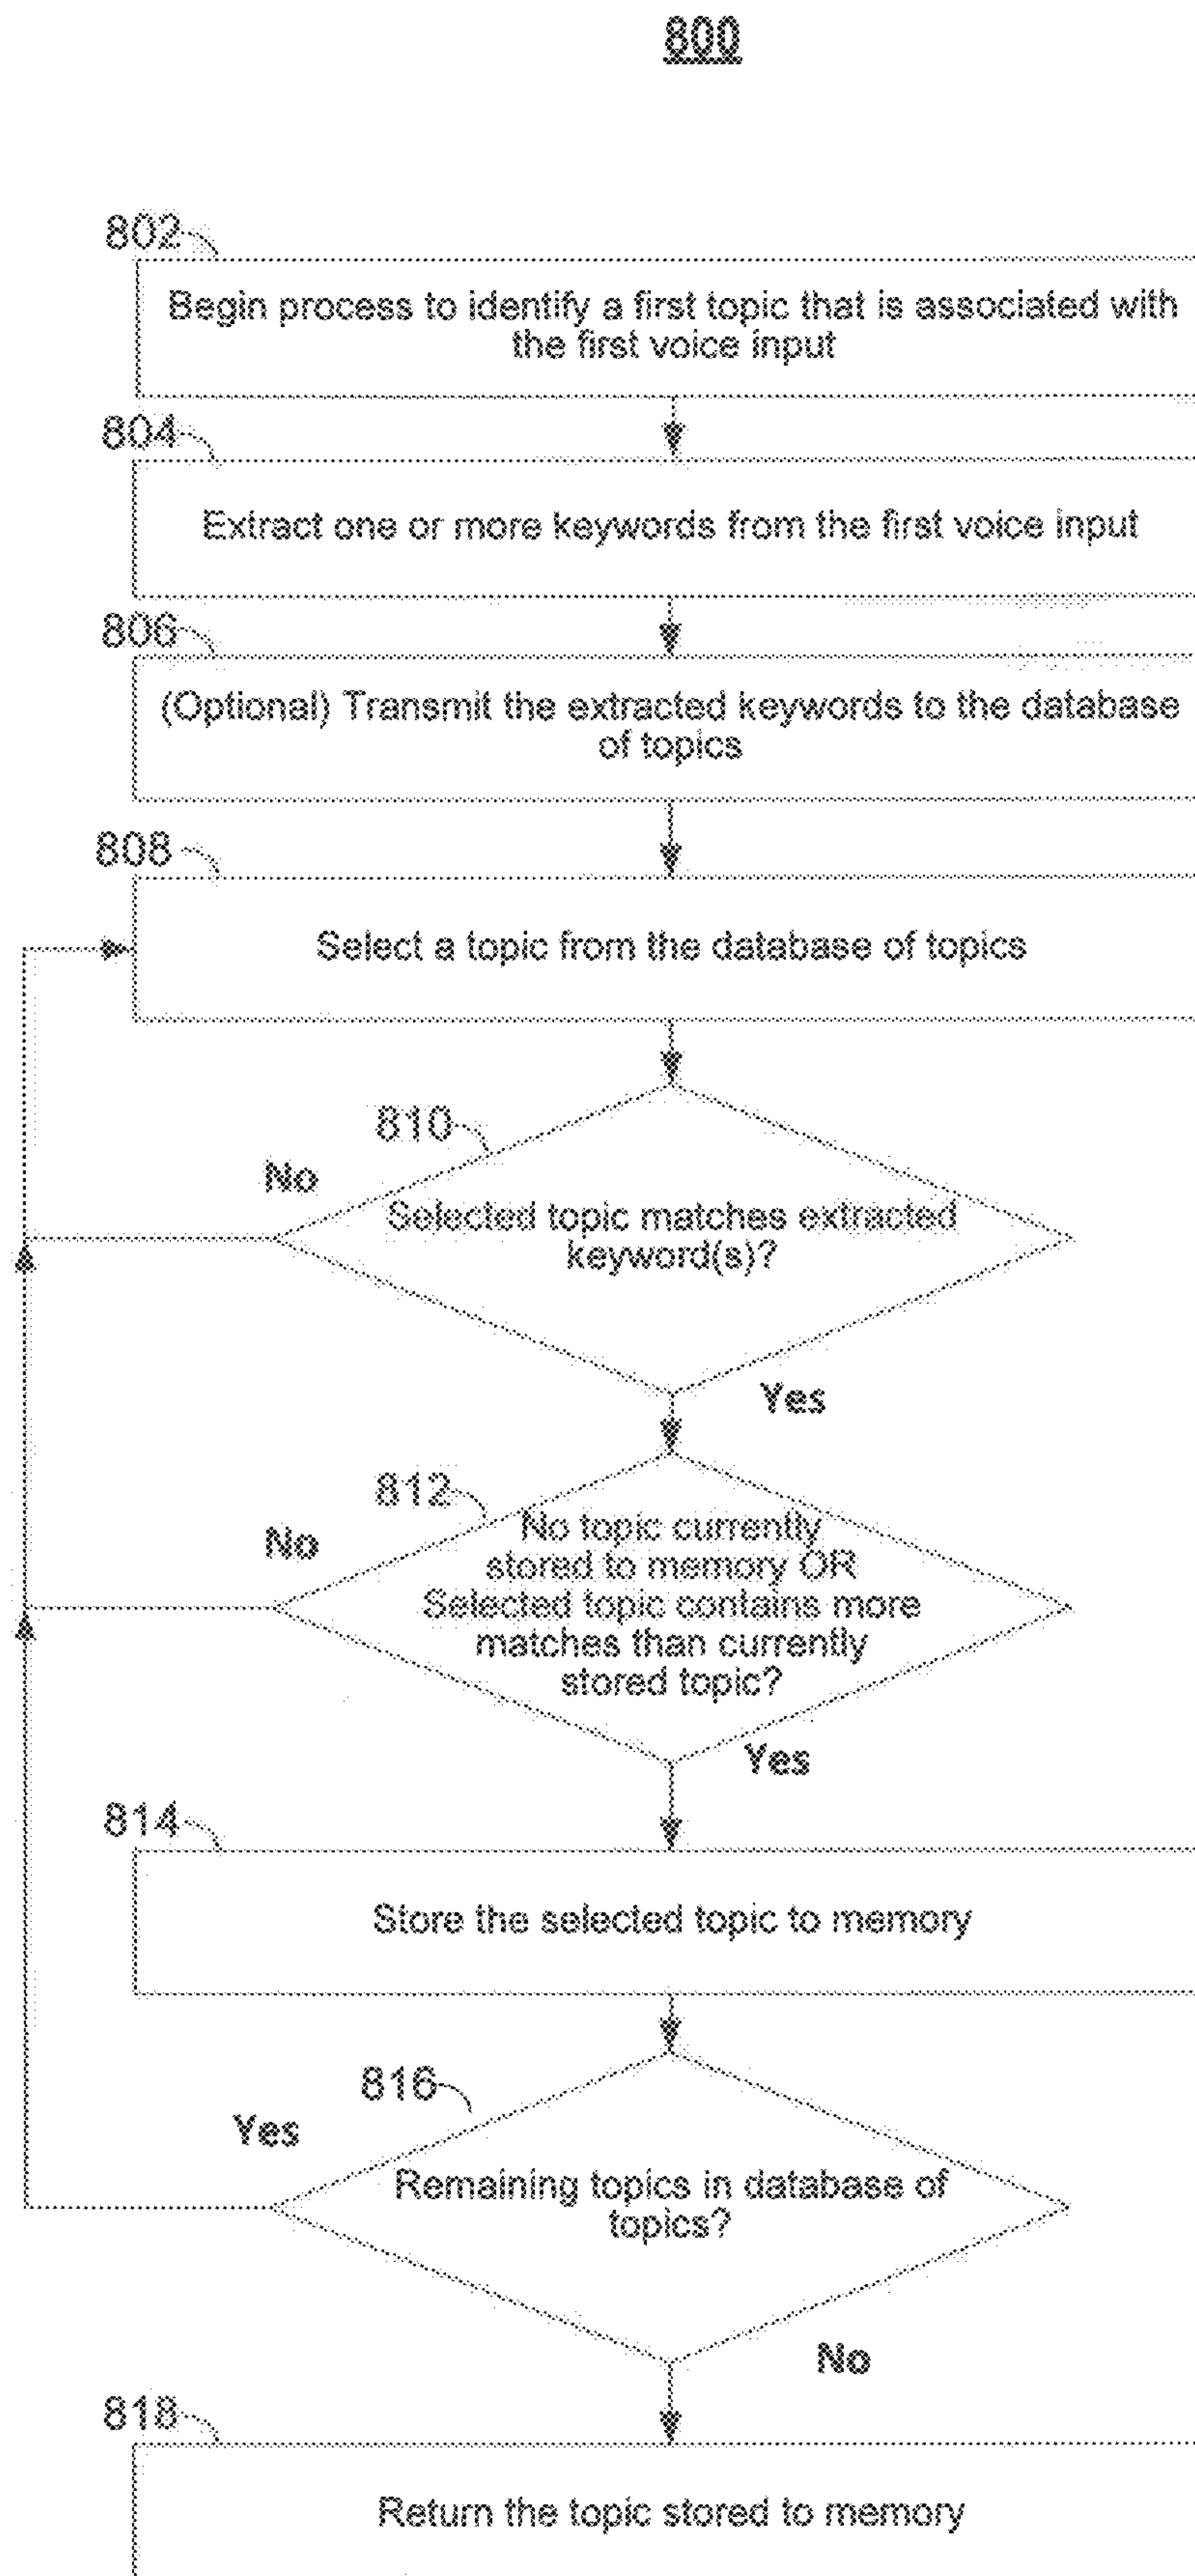 800
802
Begin process to identify a first topic that is associated with
the first voice input
804
Extract one or more keywords from the first voice input
806
(Optional) Transmit the extracted keywords to the database
of topics
808
Select a topic from the database of topics
810
No
Selected topic matches extracted
keyword(s)?
Yes
812
No
No topic currently
stored to memory OR
Selected topic contains more
matches than currently
stored topic?
Yes
814
Store the selected topic to memory
816
Yes
Remaining topics in database of
topics?
No
818
Return the topic stored to memory